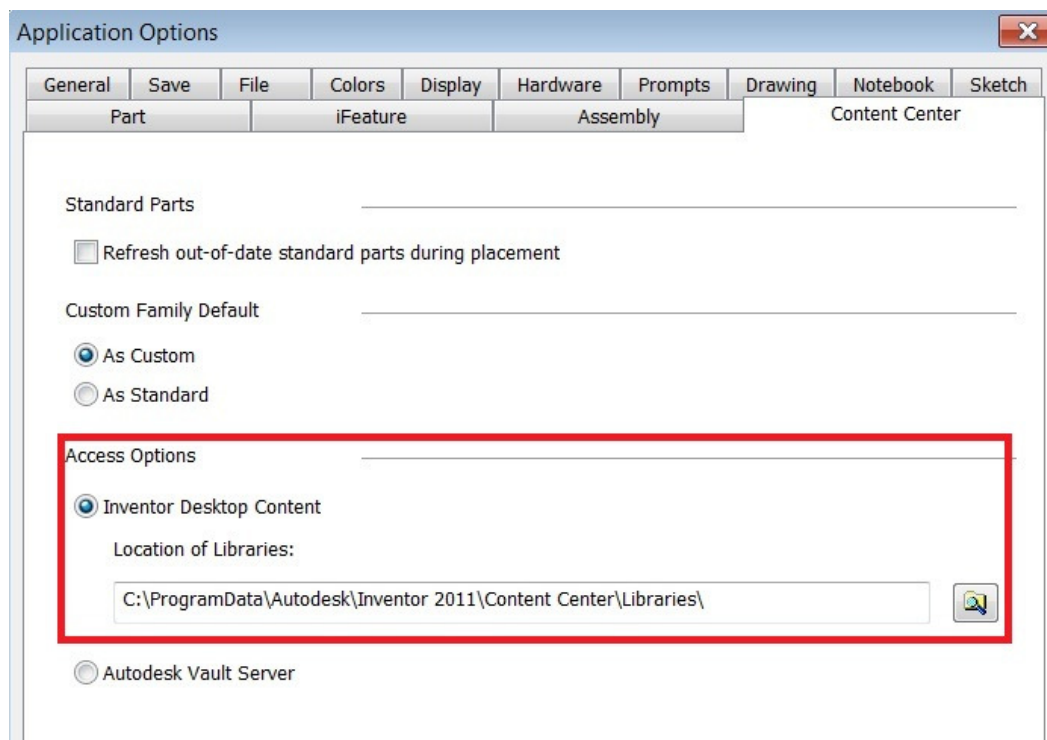 Application Options
General Save File Colors Display Hardware Prompts Drawing Notebook Sketch
Part iFeature Assembly Content Center
Standard Parts
Refresh out-of-date standard parts during placement
Custom Family Default
As Custom
As Standard
Access Options
Inventor Desktop Content
Location of Libraries:
C:\ProgramData\Autodesk\Inventor 2011\Content Center\Libraries\
Autodesk Vault Server